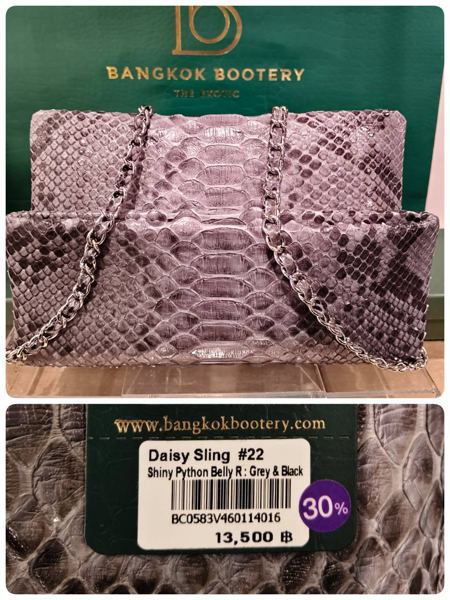 B
BANGKOK BOOTERY
THE EXOTIC
www.bangkokbootery.com
Daisy Sling #22
Shiny Python Belly R : Grey & Black
BC0583V460114016
30%
13,500 ฿